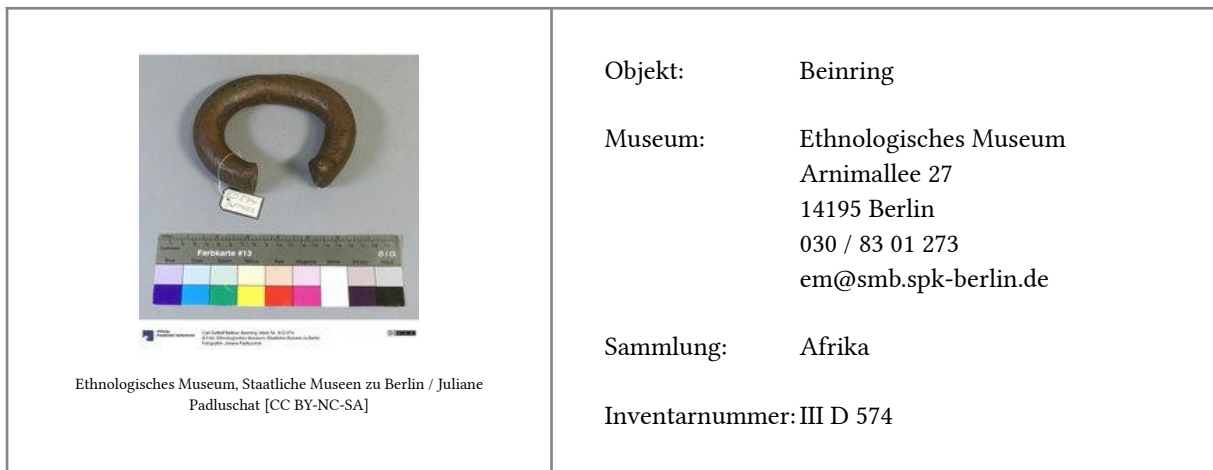 Farbkarte #13
B.I.G.
Ethnologisches Museum, Staatliche Museen zu Berlin / Juliane
Padluschat [CC BY-NC-SA]
Objekt: Beinring
Museum: Ethnologisches Museum
Arnimallee 27
14195 Berlin
030 / 83 01 273
em@smb.spk-berlin.de
Sammlung: Afrika
Inventarnummer: III D 574